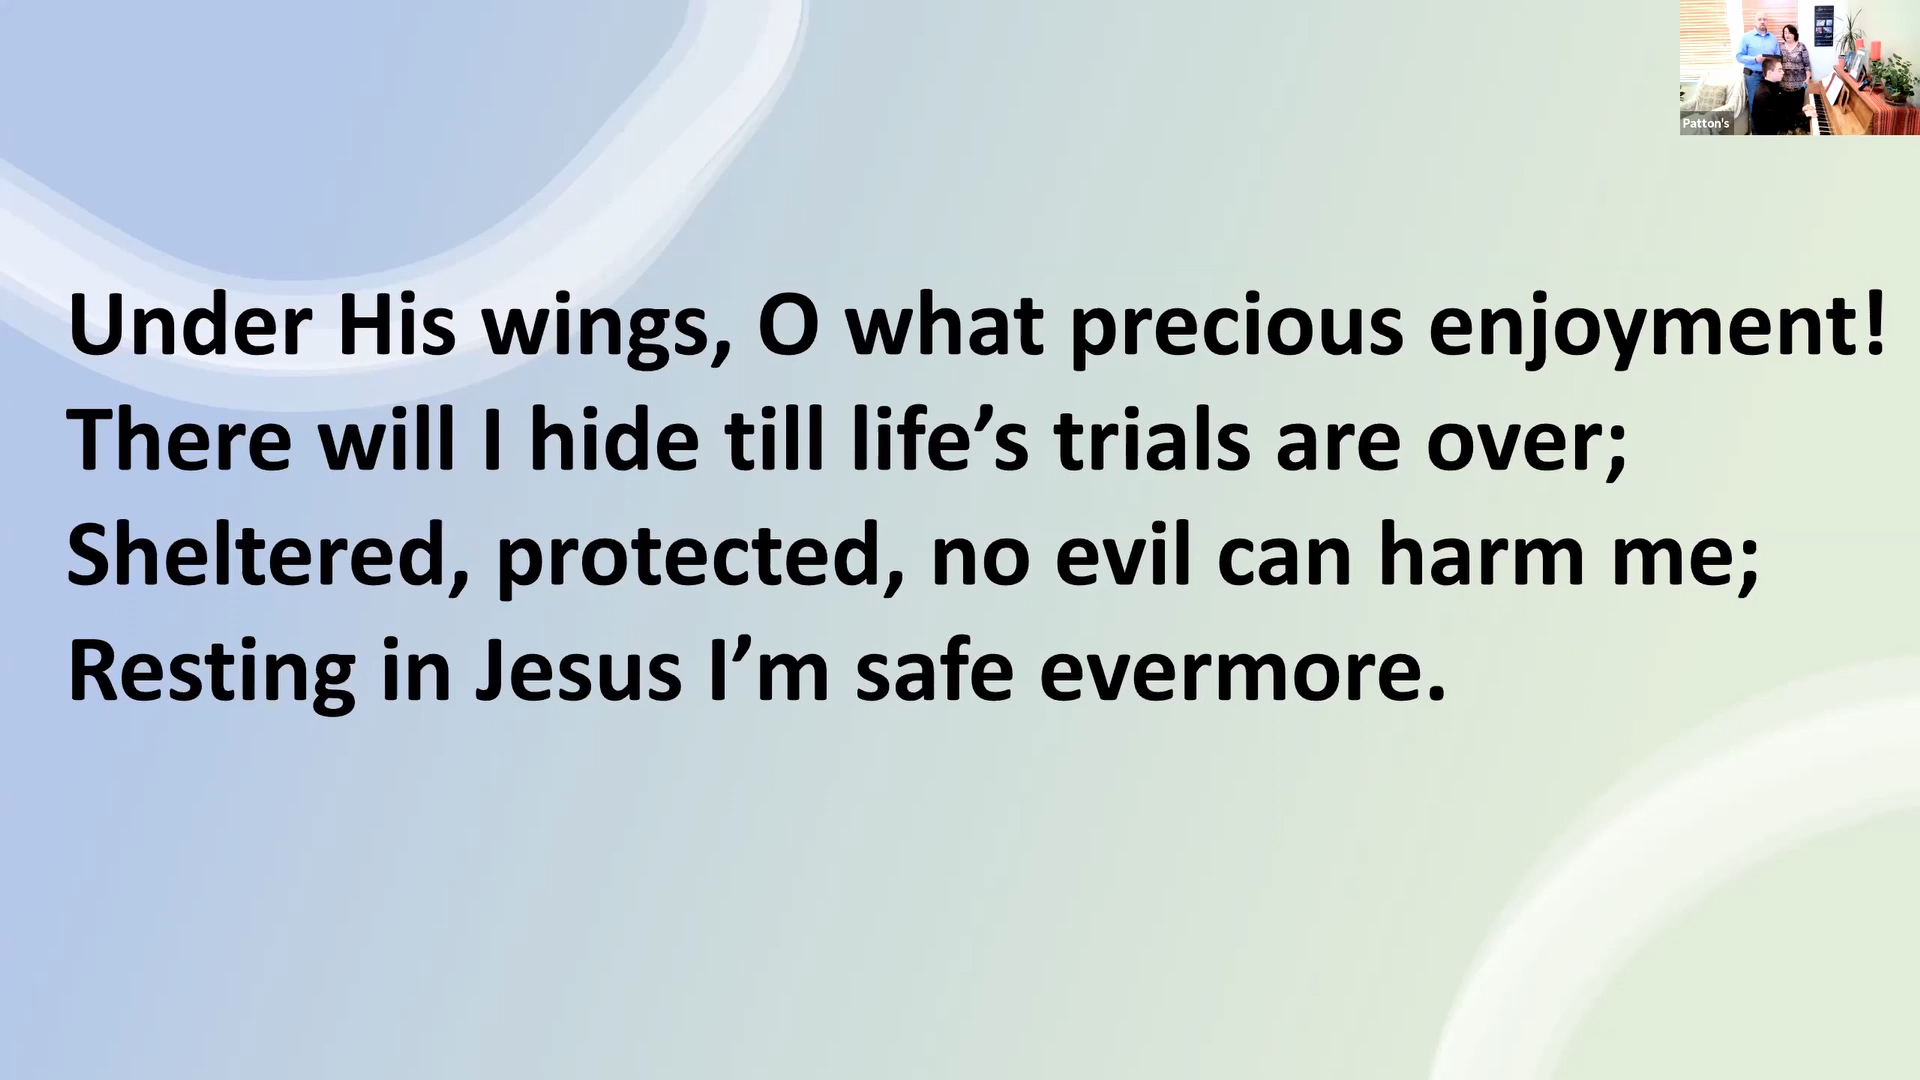 Under His wings, O what precious enjoyment!
There will I hide till life’s trials are over;
Sheltered, protected, no evil can harm me;
Resting in Jesus I’m safe evermore.
Patton's